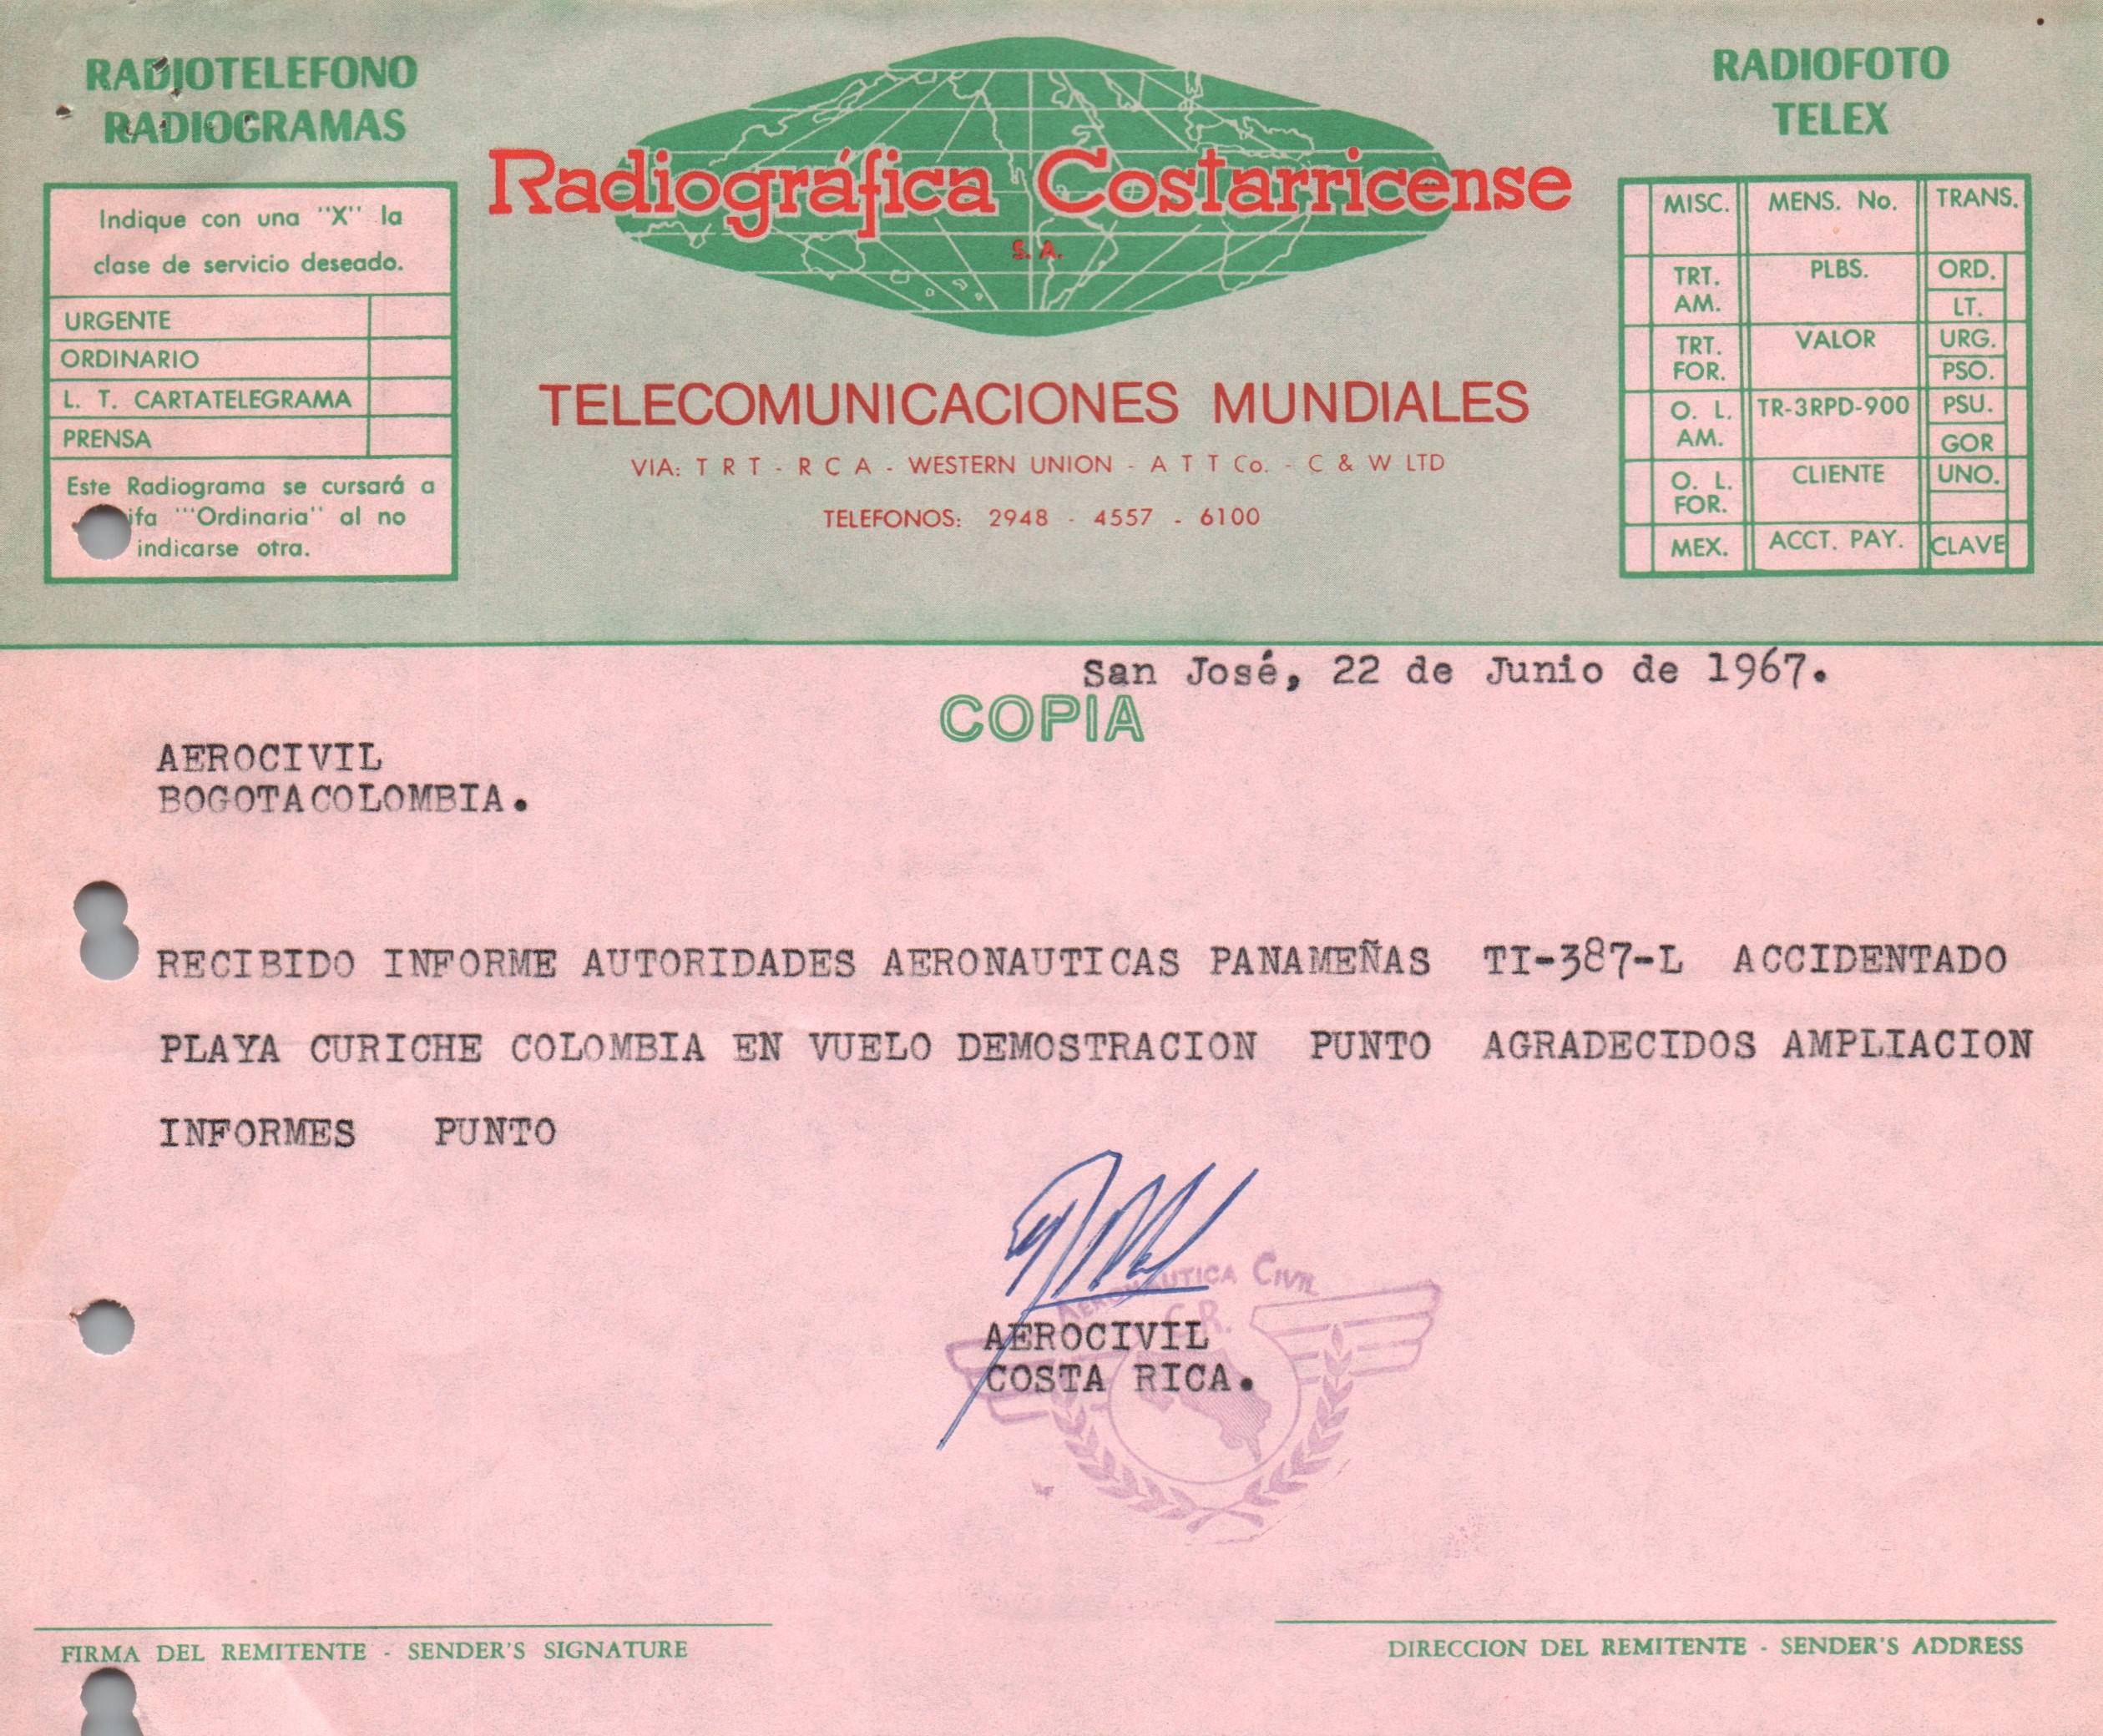 RADIOTELEFONO
RADIOGRAMAS
Indique con una "X" la
clase de servicio deseado.
URGENTE
ORDINARIO
L. T. CARTATELEGRAMA
PRENSA
Este Radiograma se cursará a
ifa '"Ordinaria" al no
indicarse otra.
Radiográfica Costarricense
S. A.
TELECOMUNICACIONES MUNDIALES
VIA: T R T - R C A - WESTERN UNION - A T T Co. - C & W LTD
TELEFONOS: 2948 - 4557 - 6100
RADIOFOTO
TELEX
MISC. MENS. No. TRANS.
TRT. AM. PLBS. ORD.
LT.
TRT. FOR. VALOR URG.
PSO.
O. L. AM. TR-3RPD-900 PSU.
GOR
O. L. FOR. CLIENTE UNO.
MEX. ACCT. PAY. CLAVE
San José, 22 de Junio de 1967.
COPIA
AEROCIVIL
BOGOTACOLOMBIA.
RECIBIDO INFORME AUTORIDADES AERONAUTICAS PANAMEÑAS TI-387-L ACCIDENTADO
PLAYA CURICHE COLOMBIA EN VUELO DEMOSTRACION PUNTO AGRADECIDOS AMPLIACION
INFORMES PUNTO
AERONAUTICA CIVIL
C.R.
AEROCIVIL
COSTA RICA.
FIRMA DEL REMITENTE - SENDER'S SIGNATURE
DIRECCION DEL REMITENTE - SENDER'S ADDRESS